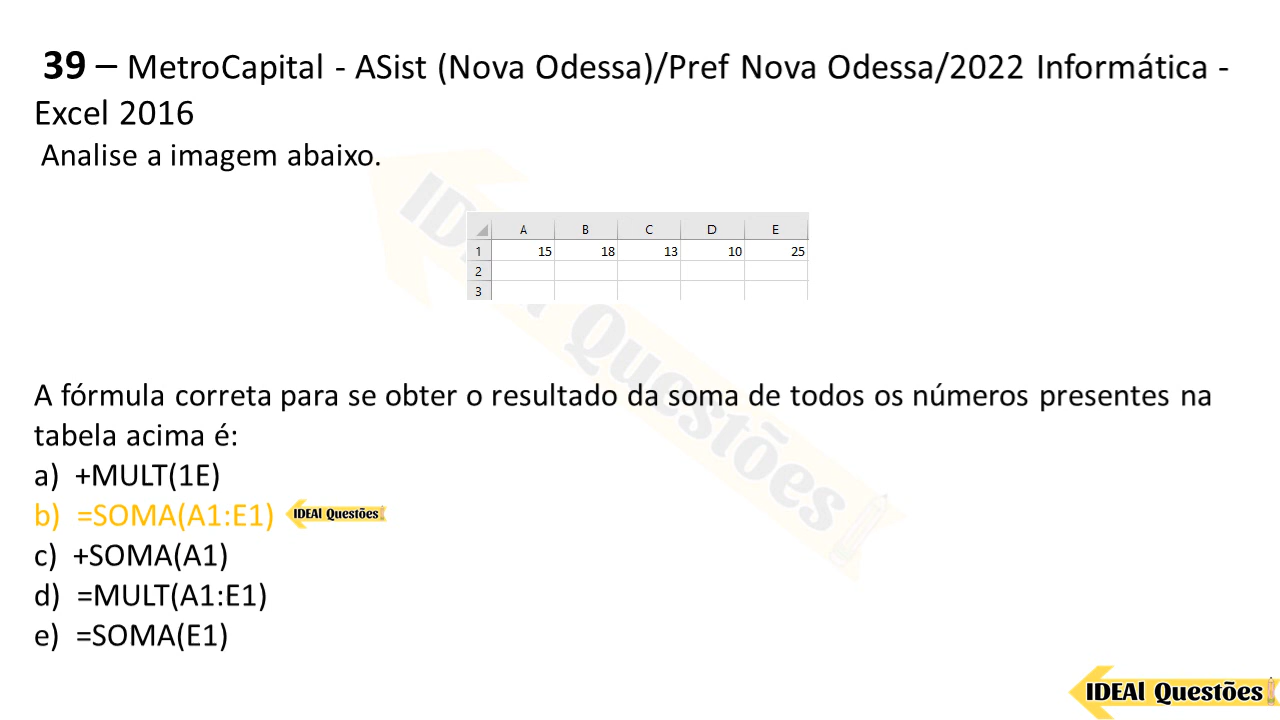 39 – MetroCapital - ASist (Nova Odessa)/Pref Nova Odessa/2022 Informática -
Excel 2016
Analise a imagem abaixo.
A B C D E
1 15 18 13 10 25
2
3
IDEAl Questões
A fórmula correta para se obter o resultado da soma de todos os números presentes na
tabela acima é:
a) +MULT(1E)
b) =SOMA(A1:E1) IDEAl Questões
c) +SOMA(A1)
d) =MULT(A1:E1)
e) =SOMA(E1)
IDEAl Questões